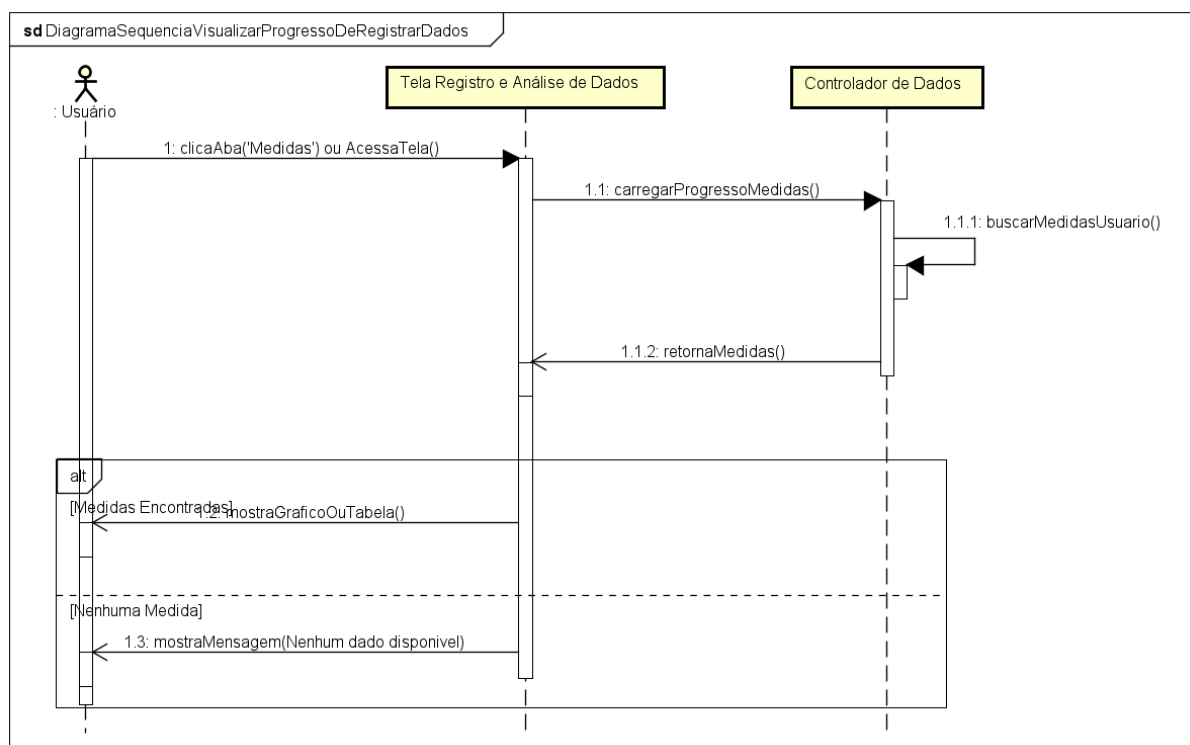 sd DiagramaSequenciaVisualizarProgressoDeRegistrarDados
: Usuário
Tela Registro e Análise de Dados
Controlador de Dados
1: clicaAba('Medidas') ou AcessaTela()
1.1: carregarProgressoMedidas()
1.1.1: buscarMedidasUsuario()
1.1.2: retornaMedidas()
alt
[Medidas Encontradas]
1.2: mostraGraficoOuTabela()
[Nenhuma Medida]
1.3: mostraMensagem(Nenhum dado disponivel)